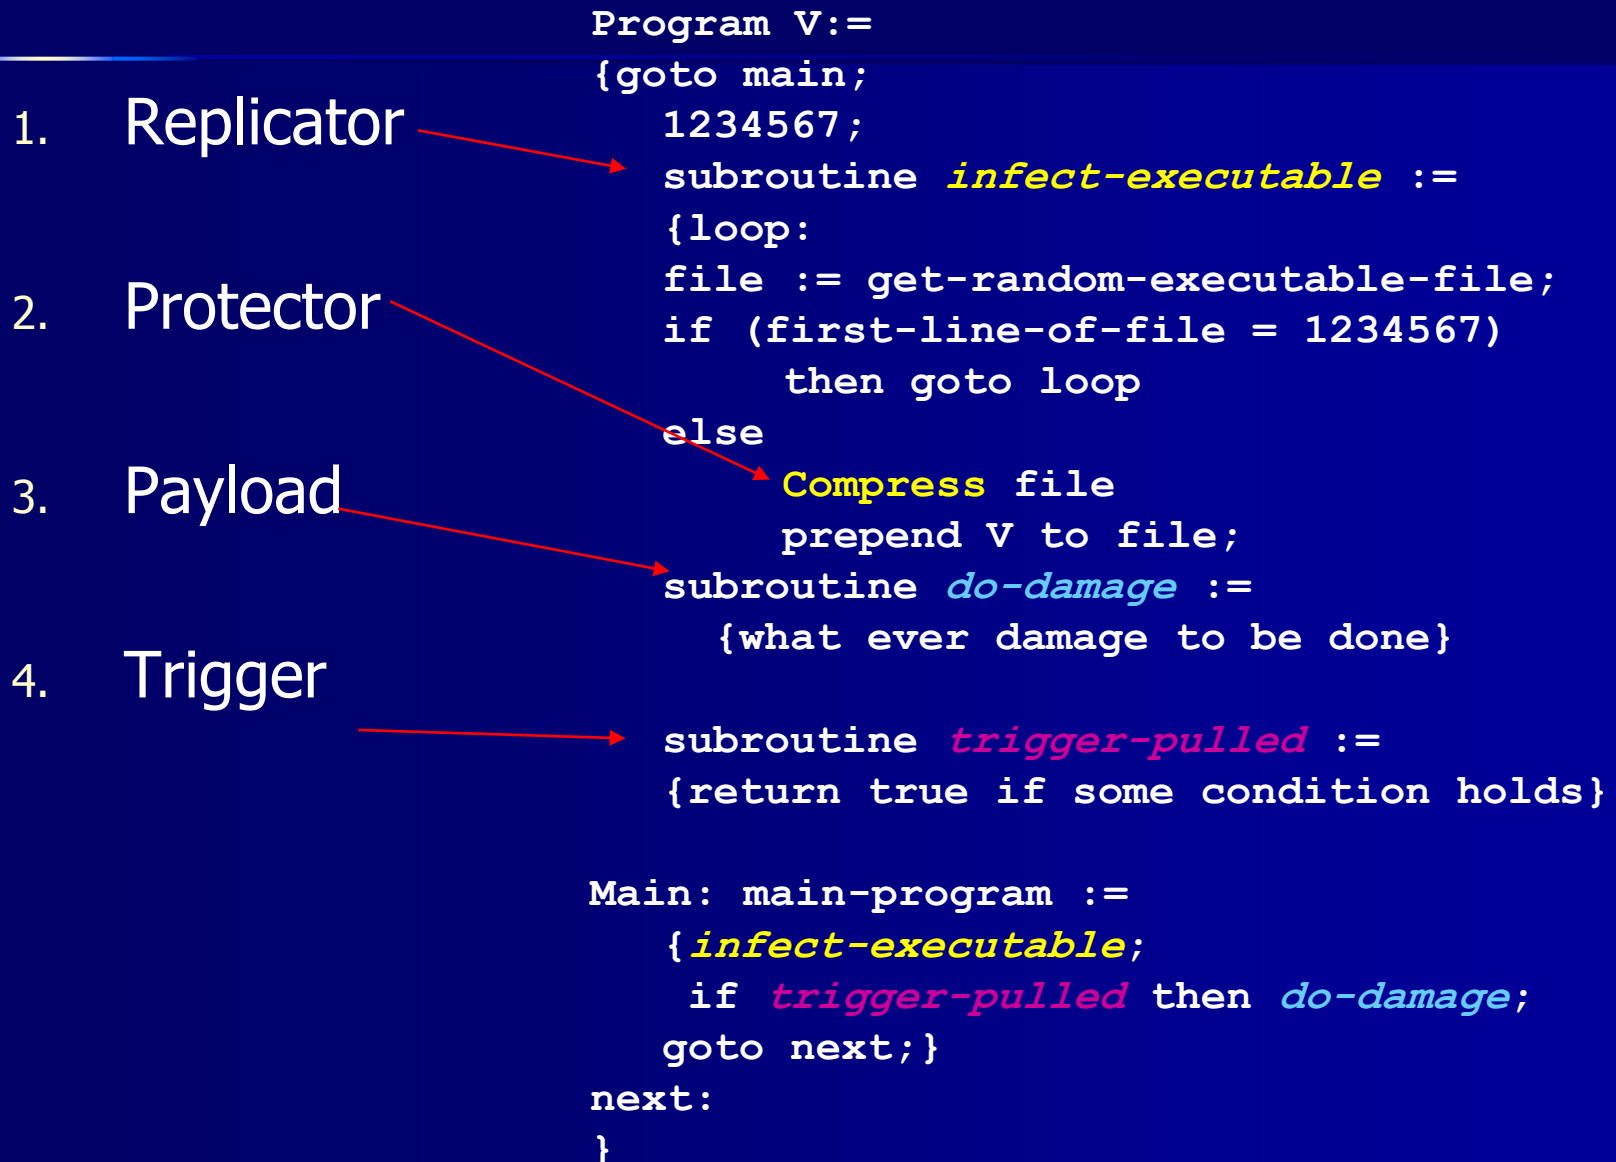 1. Replicator
2. Protector
3. Payload
4. Trigger
Program V:=
{goto main;
1234567;
subroutine infect-executable :=
{loop:
file := get-random-executable-file;
if (first-line-of-file = 1234567)
then goto loop
else
Compress file
prepend V to file;
subroutine do-damage :=
{what ever damage to be done}
subroutine trigger-pulled :=
{return true if some condition holds}
Main: main-program :=
{infect-executable;
if trigger-pulled then do-damage;
goto next;}
next:
}